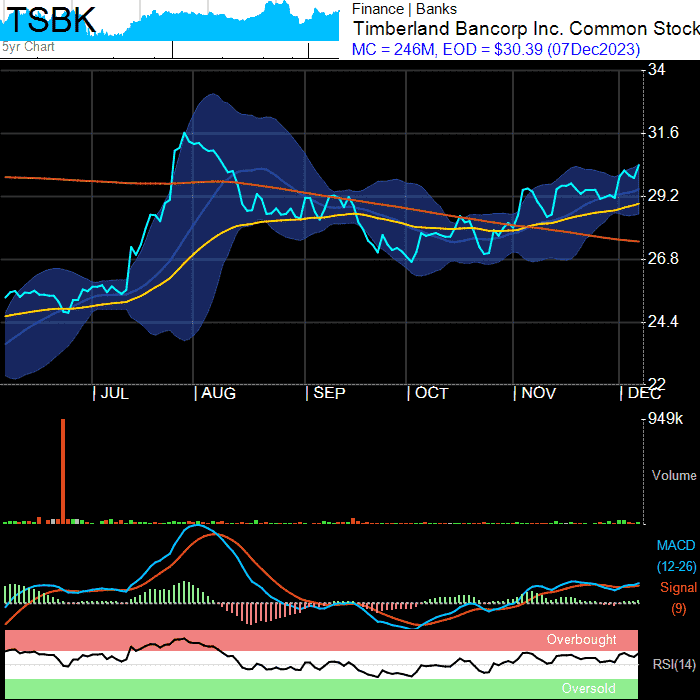 TSBK
5yr Chart
Finance | Banks
Timberland Bancorp Inc. Common Stock
MC = 246M, EOD = $30.39 (07Dec2023)
34
31.6
29.2
26.8
24.4
22
JUL
AUG
SEP
OCT
NOV
DEC
949k
Volume
MACD
(12-26)
Signal
(9)
Overbought
RSI(14)
Oversold